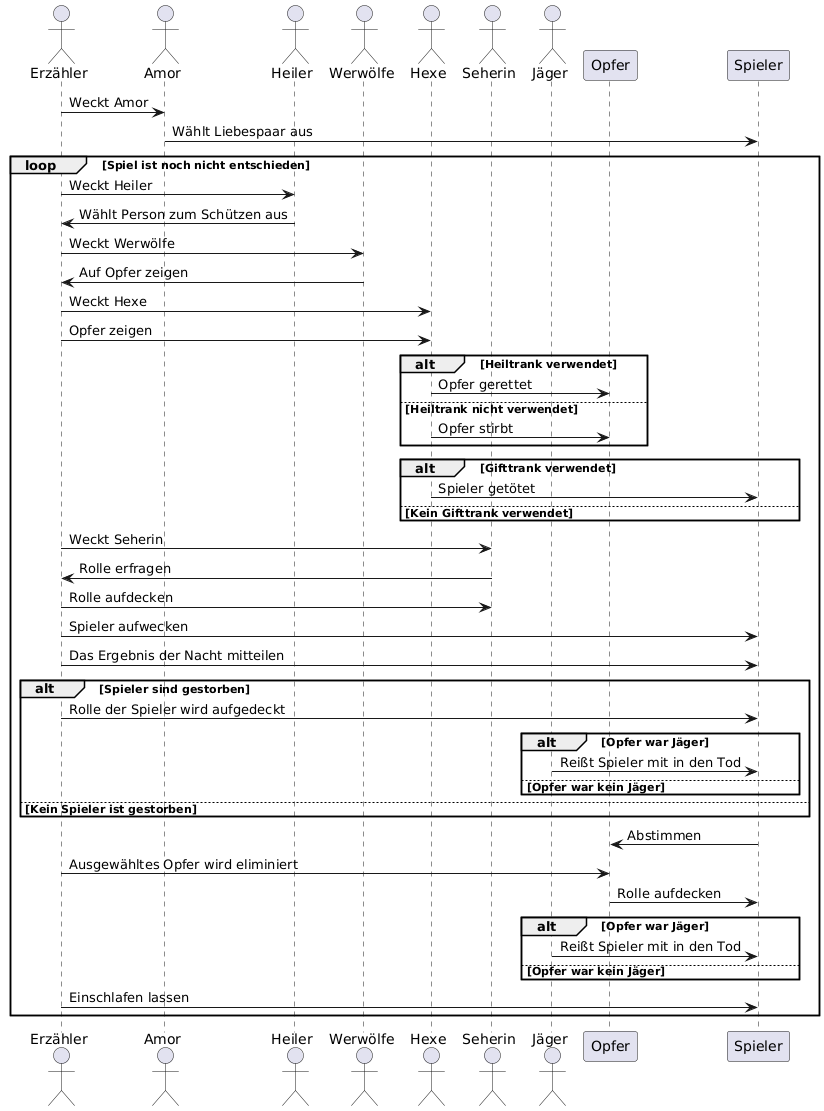 Erzähler Amor Heiler Werwölfe Hexe Seherin Jäger Opfer Spieler
Weckt Amor
Wählt Liebespaar aus
loop [Spiel ist noch nicht entschieden]
Weckt Heiler
Wählt Person zum Schützen aus
Weckt Werwölfe
Auf Opfer zeigen
Weckt Hexe
Opfer zeigen
alt [Heiltrank verwendet]
Opfer gerettet
[Heiltrank nicht verwendet]
Opfer stirbt
alt [Gifttrank verwendet]
Spieler getötet
[Kein Gifttrank verwendet]
Weckt Seherin
Rolle erfragen
Rolle aufdecken
Spieler aufwecken
Das Ergebnis der Nacht mitteilen
alt [Spieler sind gestorben]
Rolle der Spieler wird aufgedeckt
alt [Opfer war Jäger]
Reißt Spieler mit in den Tod
[Opfer war kein Jäger]
[Kein Spieler ist gestorben]
Abstimmen
Ausgewähltes Opfer wird eliminiert
Rolle aufdecken
alt [Opfer war Jäger]
Reißt Spieler mit in den Tod
[Opfer war kein Jäger]
Einschlafen lassen
Erzähler Amor Heiler Werwölfe Hexe Seherin Jäger Opfer Spieler